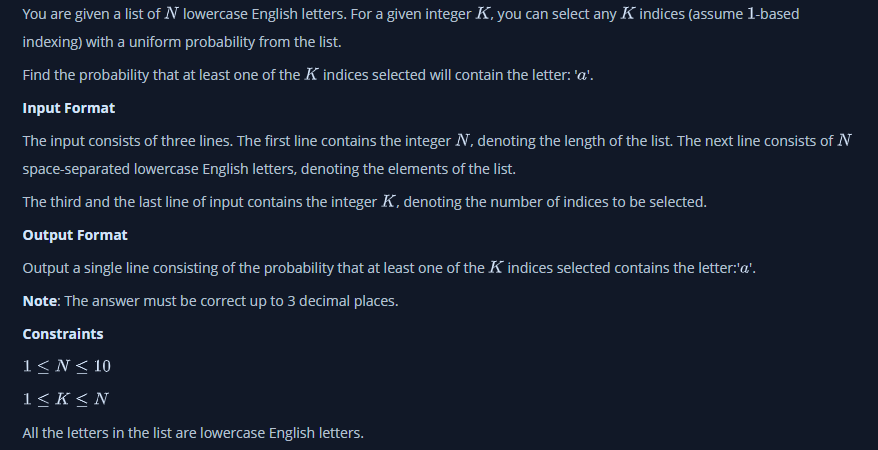 You are given a list of N lowercase English letters. For a given integer K, you can select any K indices (assume 1-based
indexing) with a uniform probability from the list.
Find the probability that at least one of the K indices selected will contain the letter: 'a'.
Input Format
The input consists of three lines. The first line contains the integer N, denoting the length of the list. The next line consists of N
space-separated lowercase English letters, denoting the elements of the list.
The third and the last line of input contains the integer K, denoting the number of indices to be selected.
Output Format
Output a single line consisting of the probability that at least one of the K indices selected contains the letter:'a'.
Note: The answer must be correct up to 3 decimal places.
Constraints
1 ≤ N ≤ 10
1 ≤ K ≤ N
All the letters in the list are lowercase English letters.